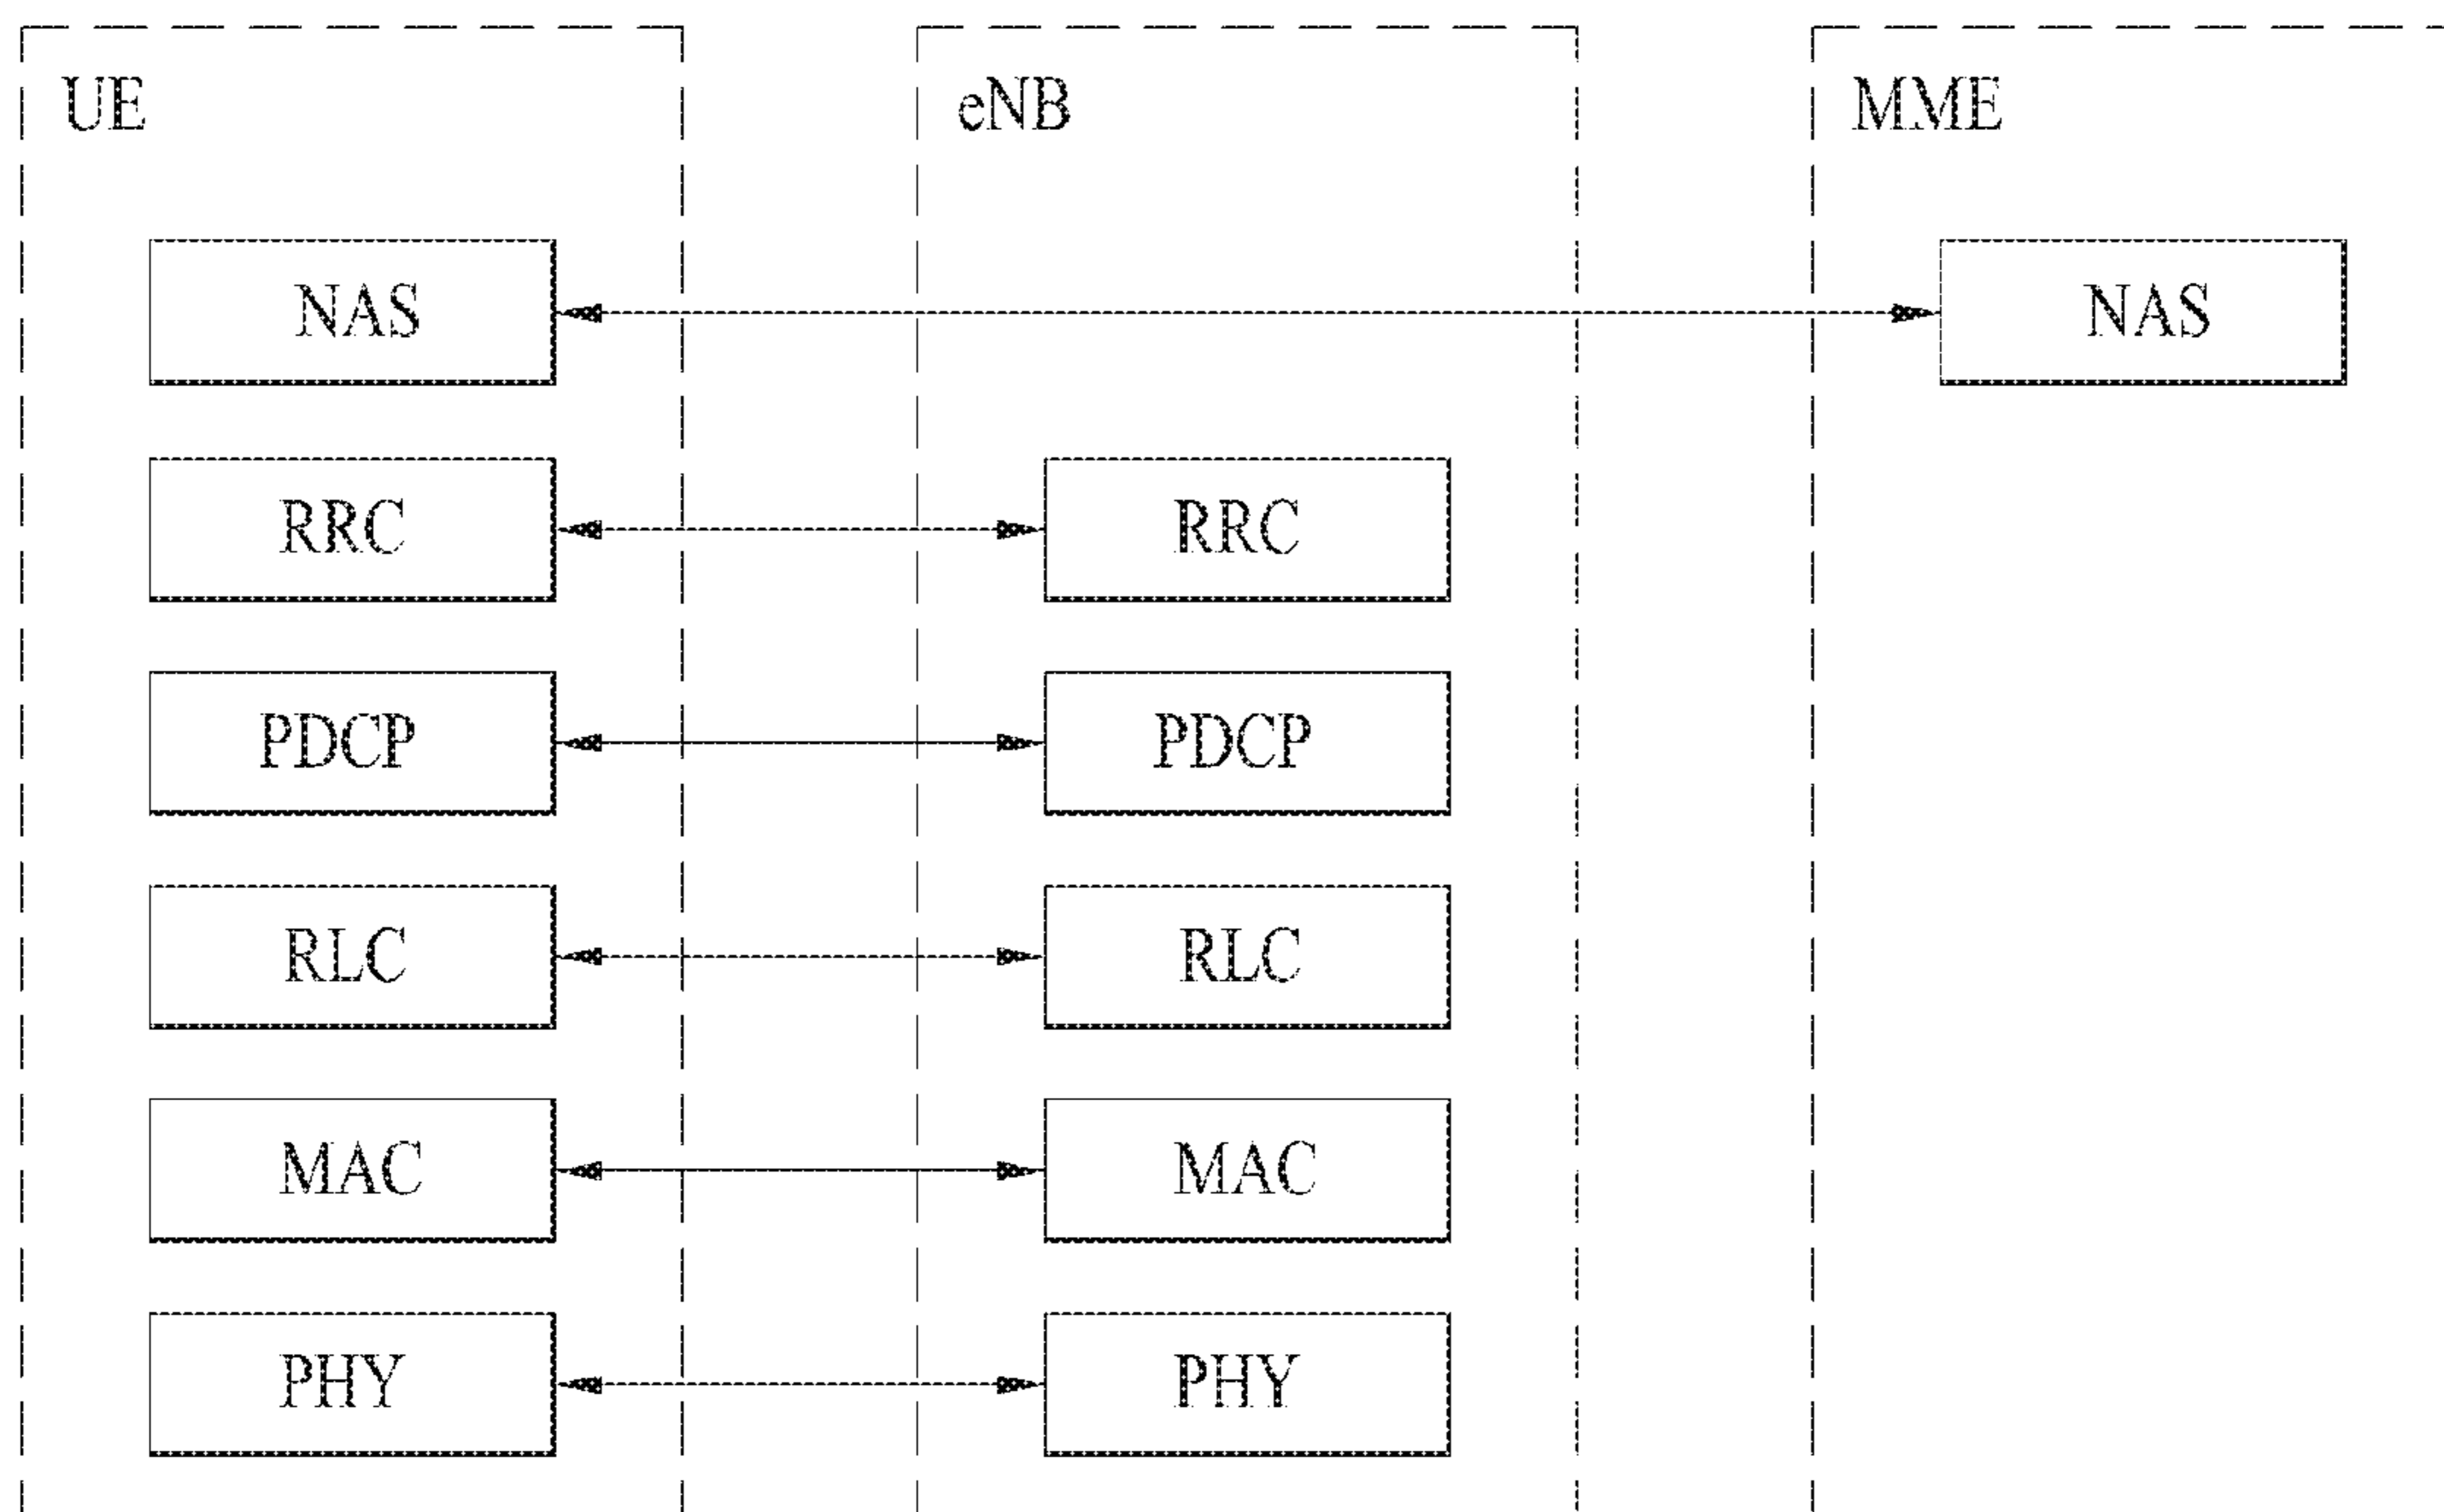 UE eNB MME
NAS NAS
RRC RRC
PDCP PDCP
RLC RLC
MAC MAC
PHY PHY